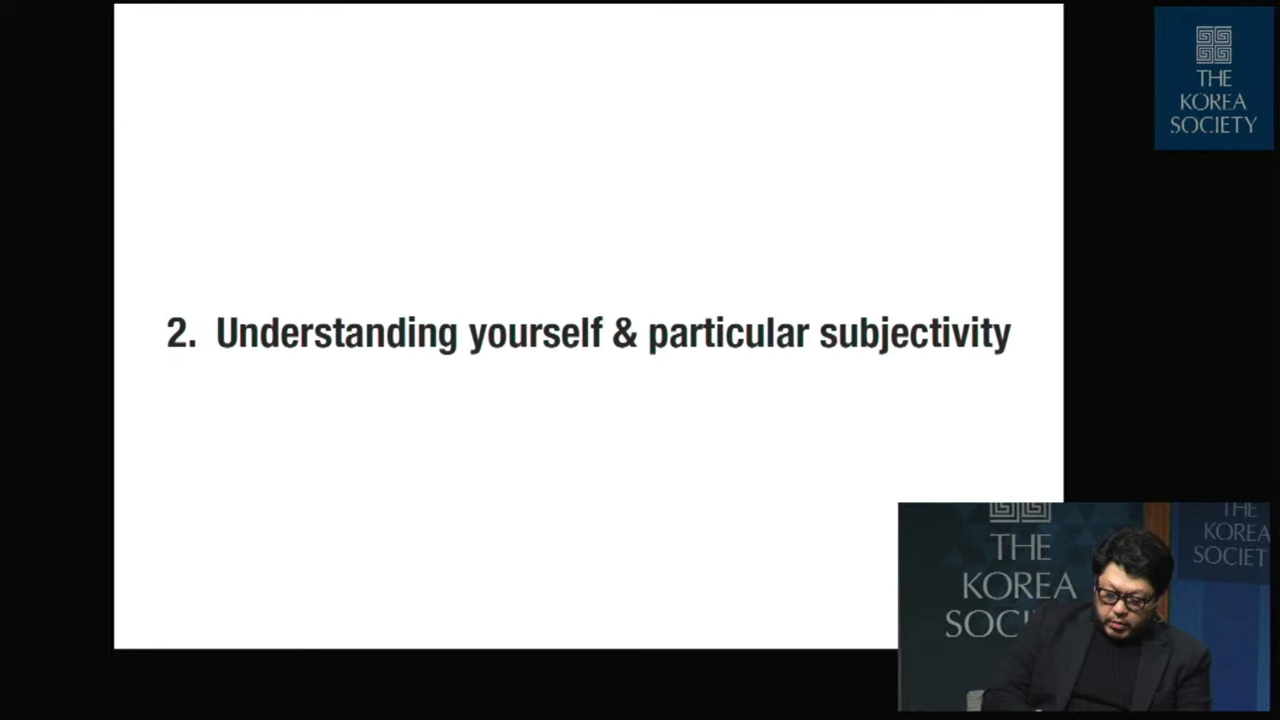 THE
KOREA
SOCIETY
2. Understanding yourself & particular subjectivity
THE
KOREA
SOCI
THE
KOREA
SOCIET